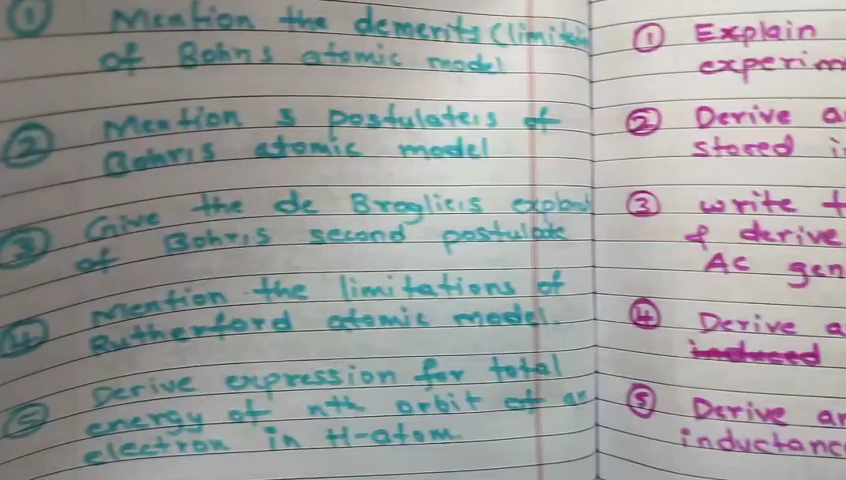 ① Mention the demerits (limitat
of Bohrs atomic model
② Mention 3 postulates of
Bohr's atomic model
③ Give the de Broglie's explana
of Bohr's second postulate
④ Mention the limitations of
Rutherford atomic model.
⑤ Derive expression for total
energy of nth orbit of an
electron in H-atom.
① Explain
experim
② Derive a
stored i
③ write t
& derive
AC gen
④ Derive a
induced
⑤ Derive an
inductanc